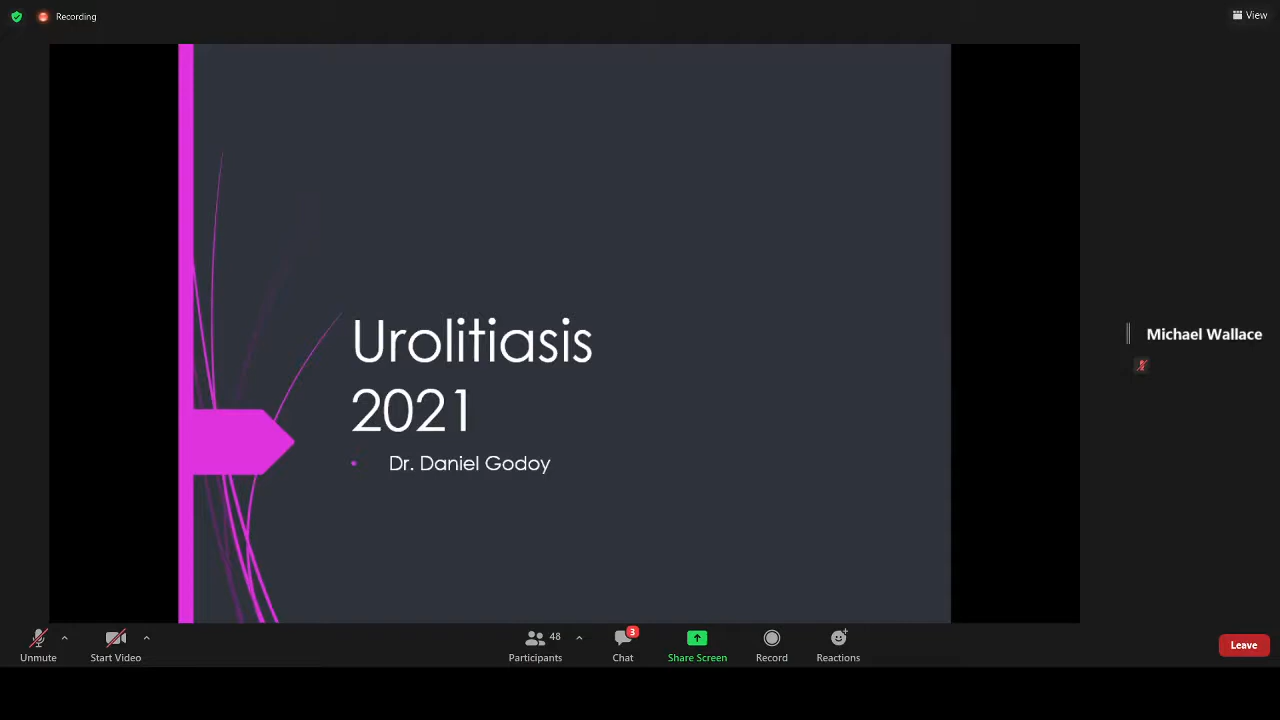 Recording
View
Urolitiasis
2021
• Dr. Daniel Godoy
Michael Wallace
48
3
Unmute
Start Video
Participants
Chat
Share Screen
Record
Reactions
Leave